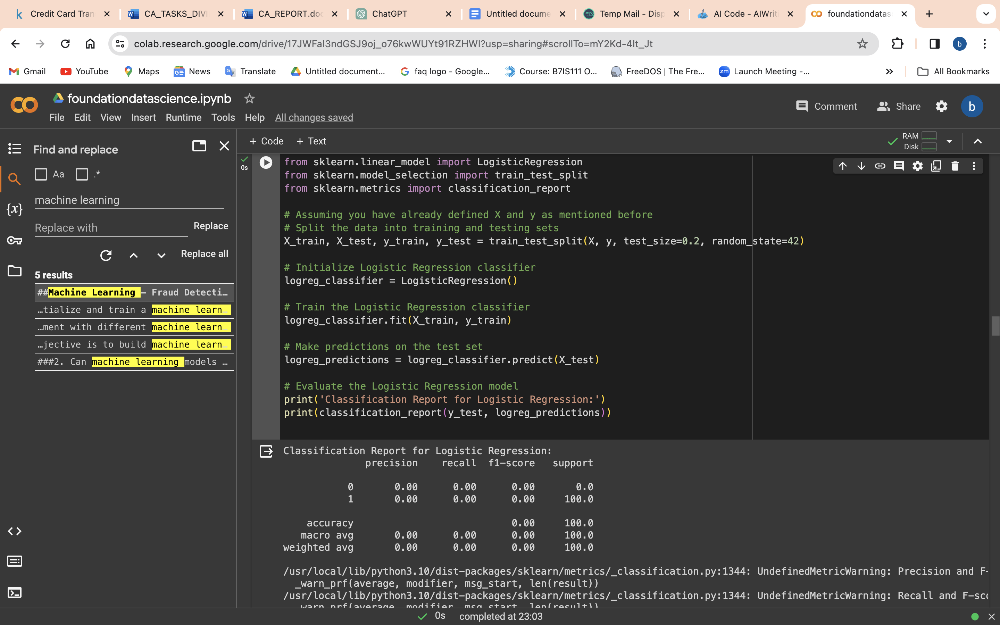 Credit Card Tran
CA_TASKS_DIVI
CA_REPORT.doc
ChatGPT
Untitled docume
Temp Mail - Disp
AI Code - AIWriti
foundationdatas
colab.research.google.com/drive/17JWFaI3ndGSJ9oj_o76kwWUYt91RZHWI?usp=sharing#scrollTo=mY2Kd-4lt_Jt
b
Gmail
YouTube
Maps
News
Translate
Untitled document...
faq logo - Google...
Course: B7IS111 O...
FreeDOS | The Fre...
zm Launch Meeting -...
All Bookmarks
foundationdatascience.ipynb
Comment
Share
b
File Edit View Insert Runtime Tools Help All changes saved
Find and replace
+ Code + Text
RAM
Disk
Aa .*
machine learning
{x}
Replace with
Replace
Replace all
5 results
##Machine Learning – Fraud Detecti…
…tialize and train a machine learn…
…ment with different machine learn…
…jective is to build machine learn…
###2. Can machine learning models …
0s
from sklearn.linear_model import LogisticRegression
from sklearn.model_selection import train_test_split
from sklearn.metrics import classification_report
# Assuming you have already defined X and y as mentioned before
# Split the data into training and testing sets
X_train, X_test, y_train, y_test = train_test_split(X, y, test_size=0.2, random_state=42)
# Initialize Logistic Regression classifier
logreg_classifier = LogisticRegression()
# Train the Logistic Regression classifier
logreg_classifier.fit(X_train, y_train)
# Make predictions on the test set
logreg_predictions = logreg_classifier.predict(X_test)
# Evaluate the Logistic Regression model
print('Classification Report for Logistic Regression:')
print(classification_report(y_test, logreg_predictions))
Classification Report for Logistic Regression:
precision recall f1-score support
0 0.00 0.00 0.00 0.0
1 0.00 0.00 0.00 100.0
accuracy 0.00 100.0
macro avg 0.00 0.00 0.00 100.0
weighted avg 0.00 0.00 0.00 100.0
/usr/local/lib/python3.10/dist-packages/sklearn/metrics/_classification.py:1344: UndefinedMetricWarning: Precision and F-
_warn_prf(average, modifier, msg_start, len(result))
/usr/local/lib/python3.10/dist-packages/sklearn/metrics/_classification.py:1344: UndefinedMetricWarning: Recall and F-sco
_warn_prf(average, modifier, msg_start, len(result))
0s completed at 23:03